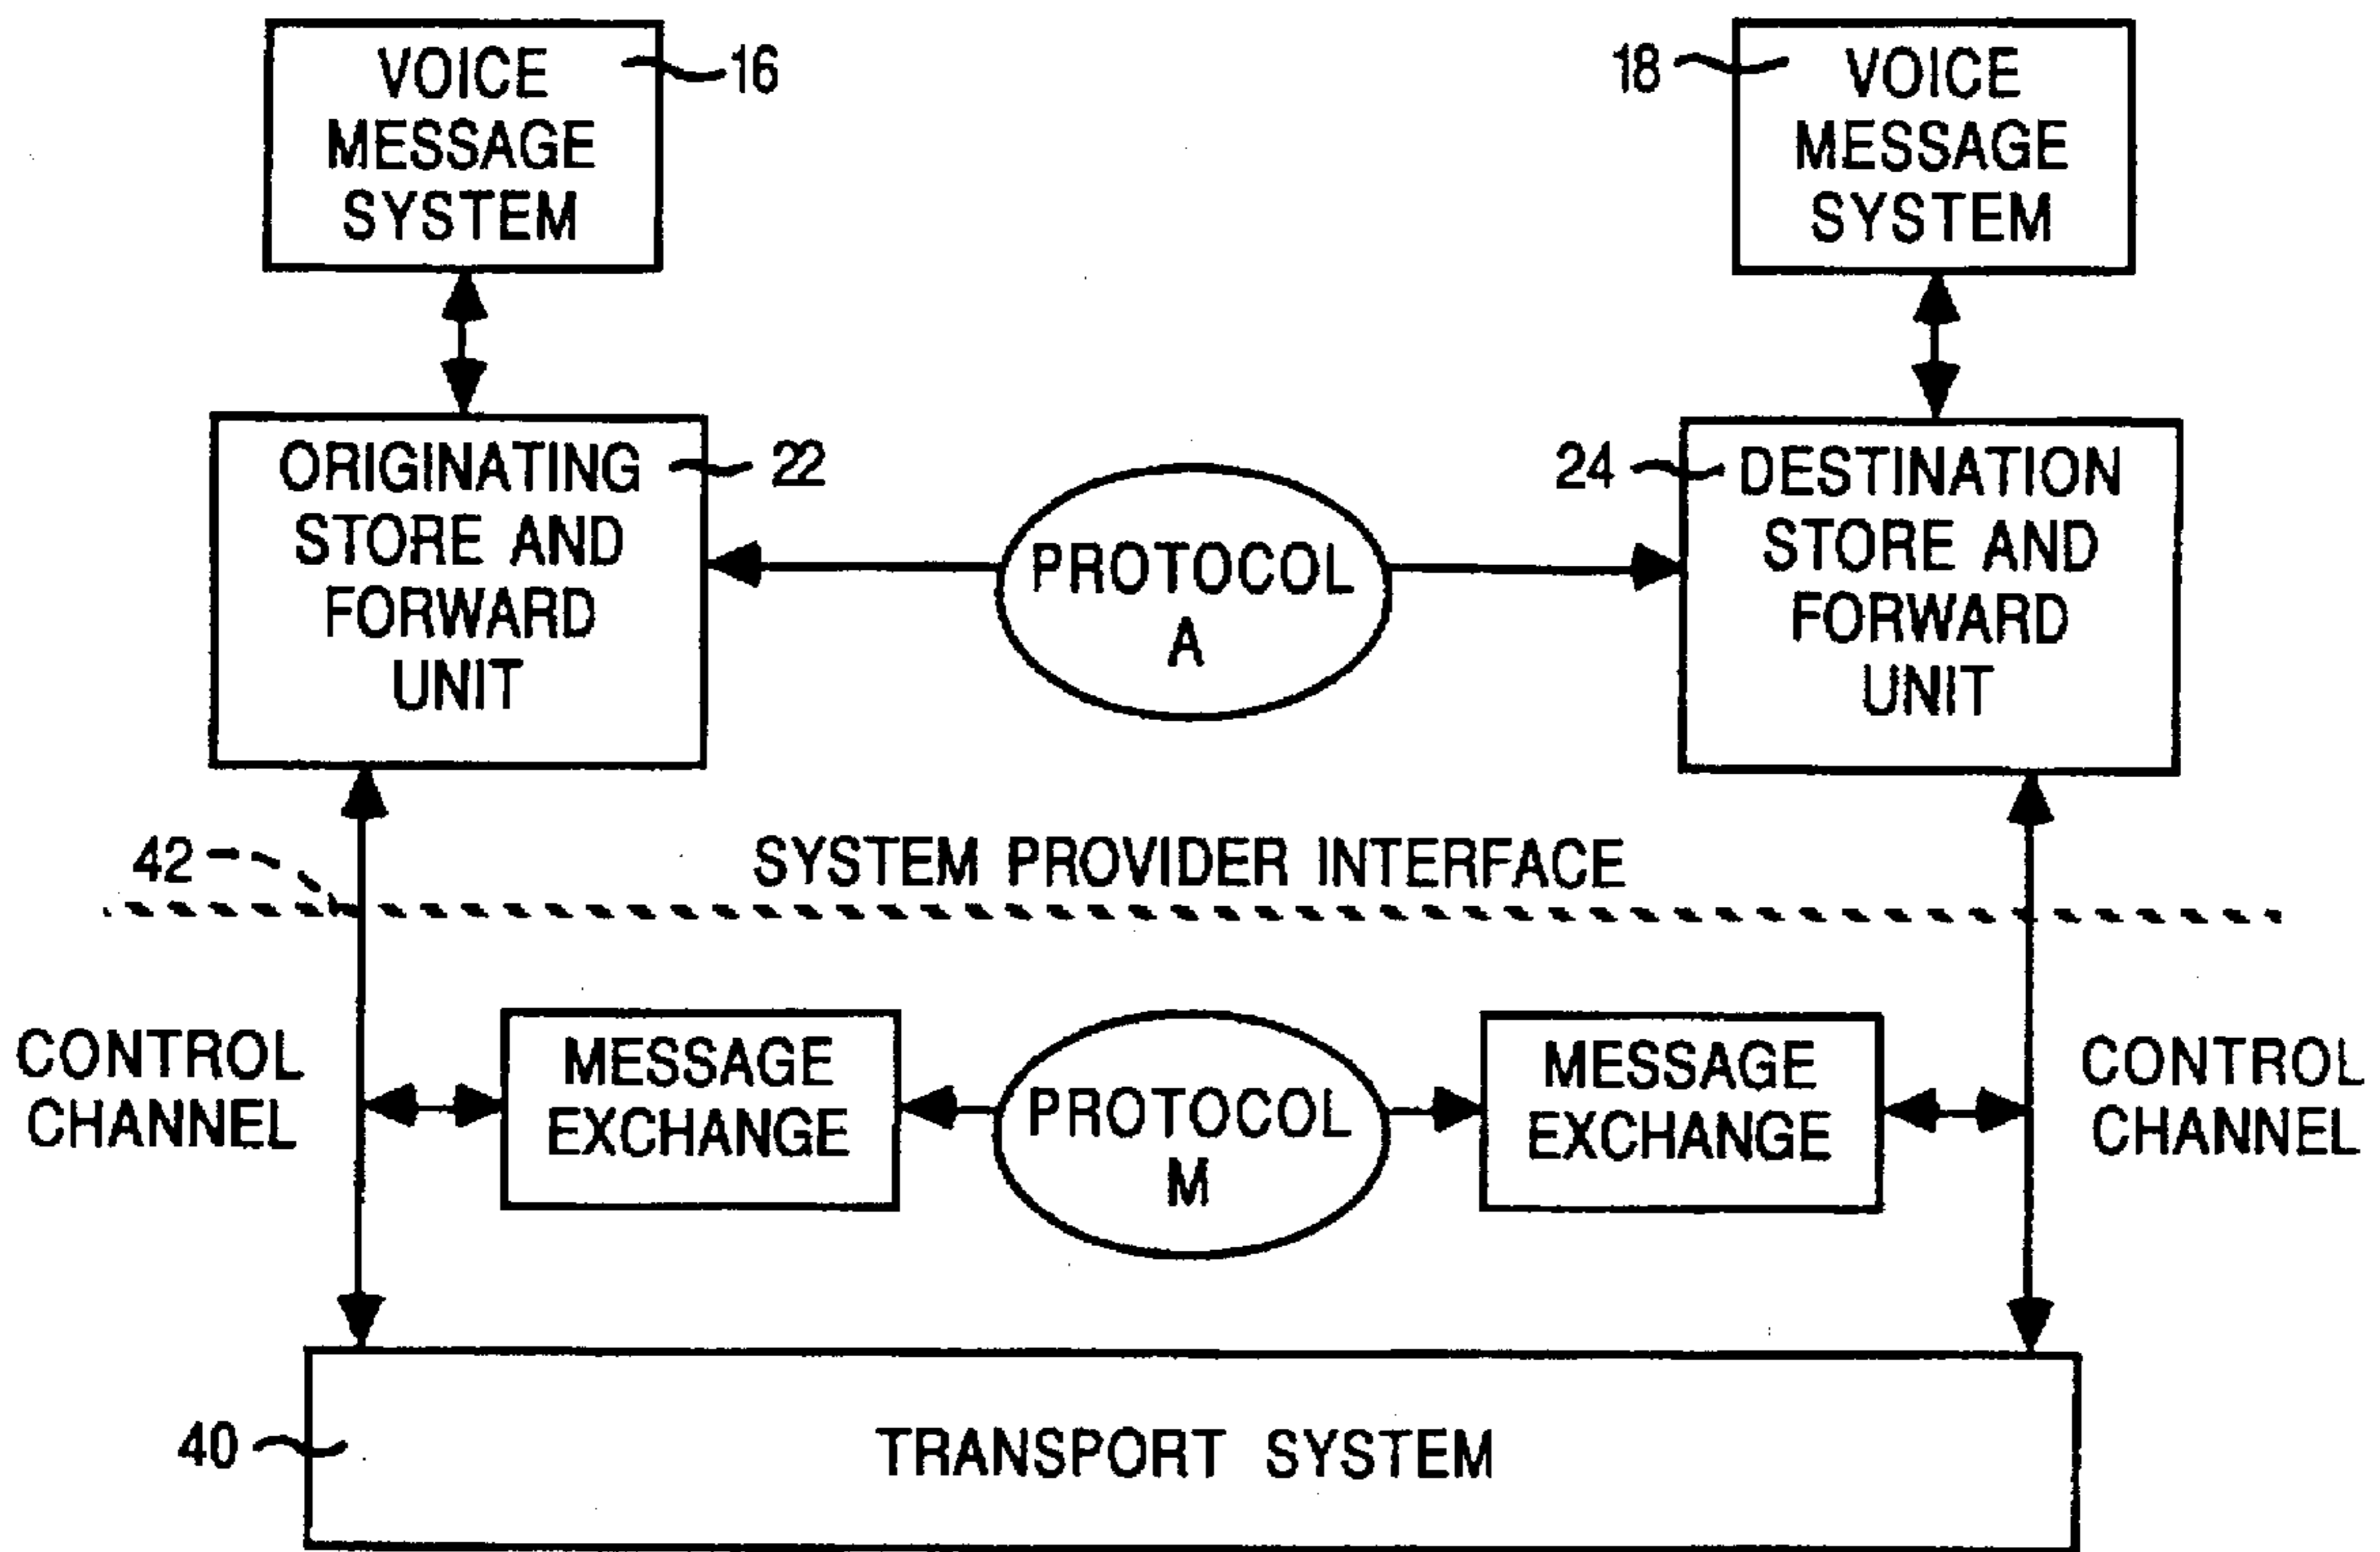 VOICE
MESSAGE
SYSTEM
16
18
VOICE
MESSAGE
SYSTEM
ORIGINATING
STORE AND
FORWARD
UNIT
22
PROTOCOL
A
24
DESTINATION
STORE AND
FORWARD
UNIT
42
SYSTEM PROVIDER INTERFACE
CONTROL
CHANNEL
MESSAGE
EXCHANGE
PROTOCOL
M
MESSAGE
EXCHANGE
CONTROL
CHANNEL
40
TRANSPORT SYSTEM